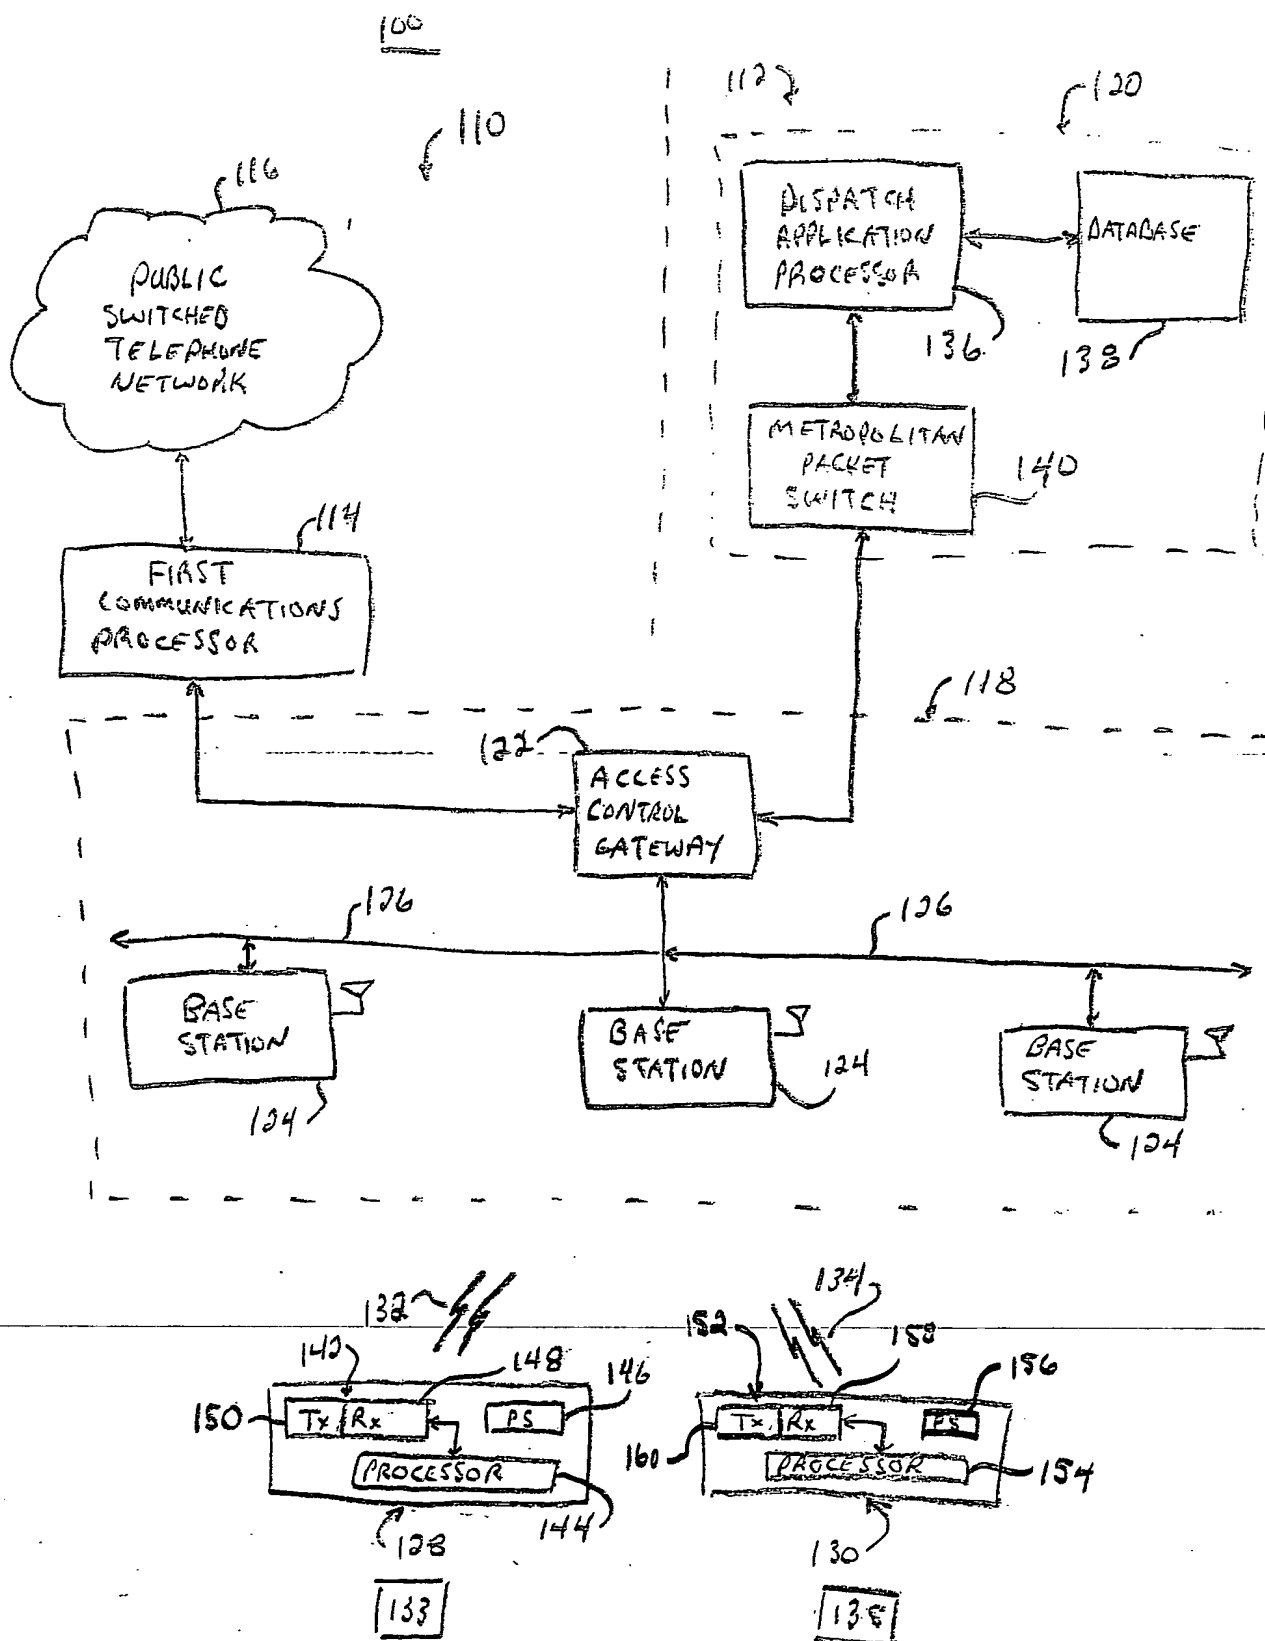 100
110
112
120
116
PUBLIC
SWITCHED
TELEPHONE
NETWORK
DISPATCH
APPLICATION
PROCESSOR
136
DATABASE
138
METROPOLITAN
PACKET
SWITCH
140
114
FIRST
COMMUNICATIONS
PROCESSOR
118
122
ACCESS
CONTROL
GATEWAY
126
126
BASE
STATION
124
BASE
STATION
124
BASE
STATION
124
132
134
142
148
146
150
Tx Rx
PS
PROCESSOR
144
128
133
152
158
156
160
Tx Rx
PS
PROCESSOR
154
130
135